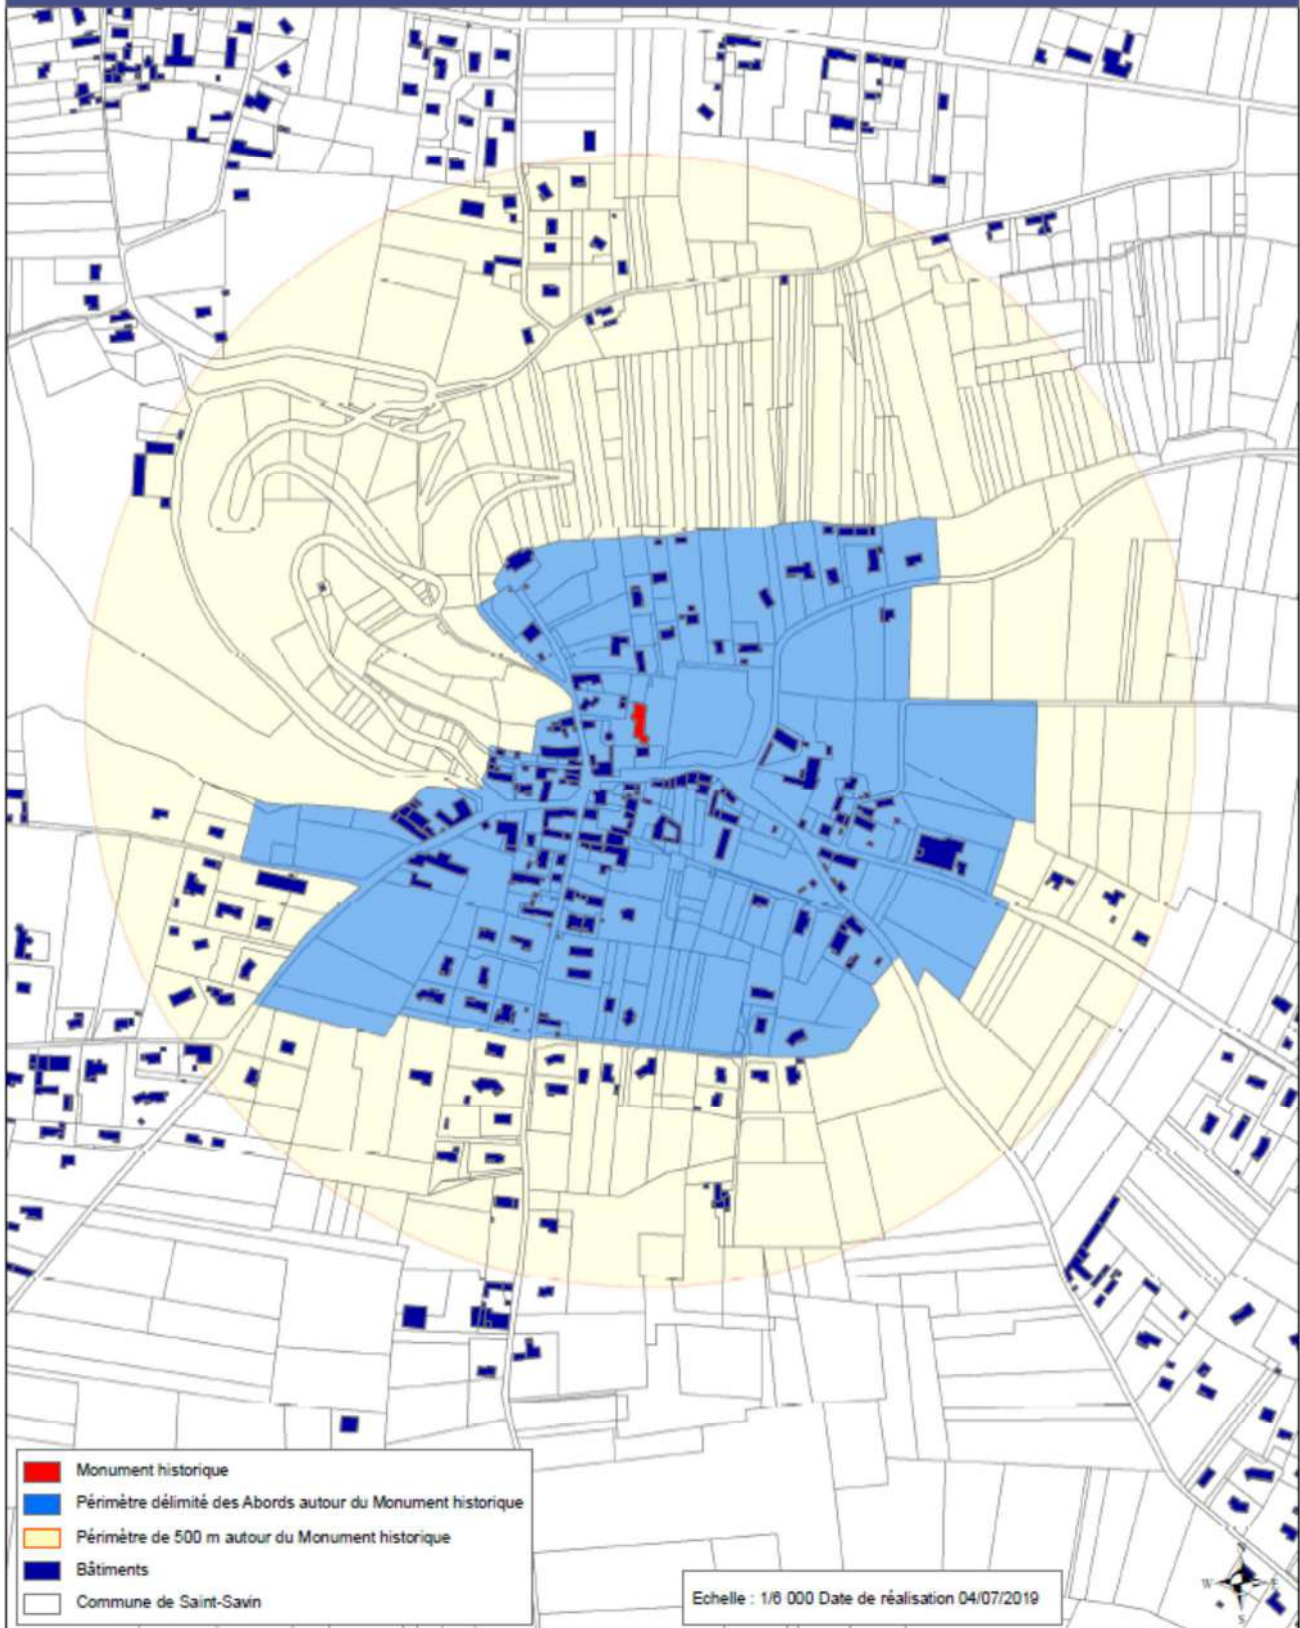 Monument historique
Périmètre délimité des Abords autour du Monument historique
Périmètre de 500 m autour du Monument historique
Bâtiments
Commune de Saint-Savin
Echelle : 1/6 000 Date de réalisation 04/07/2019
N
W
E
S